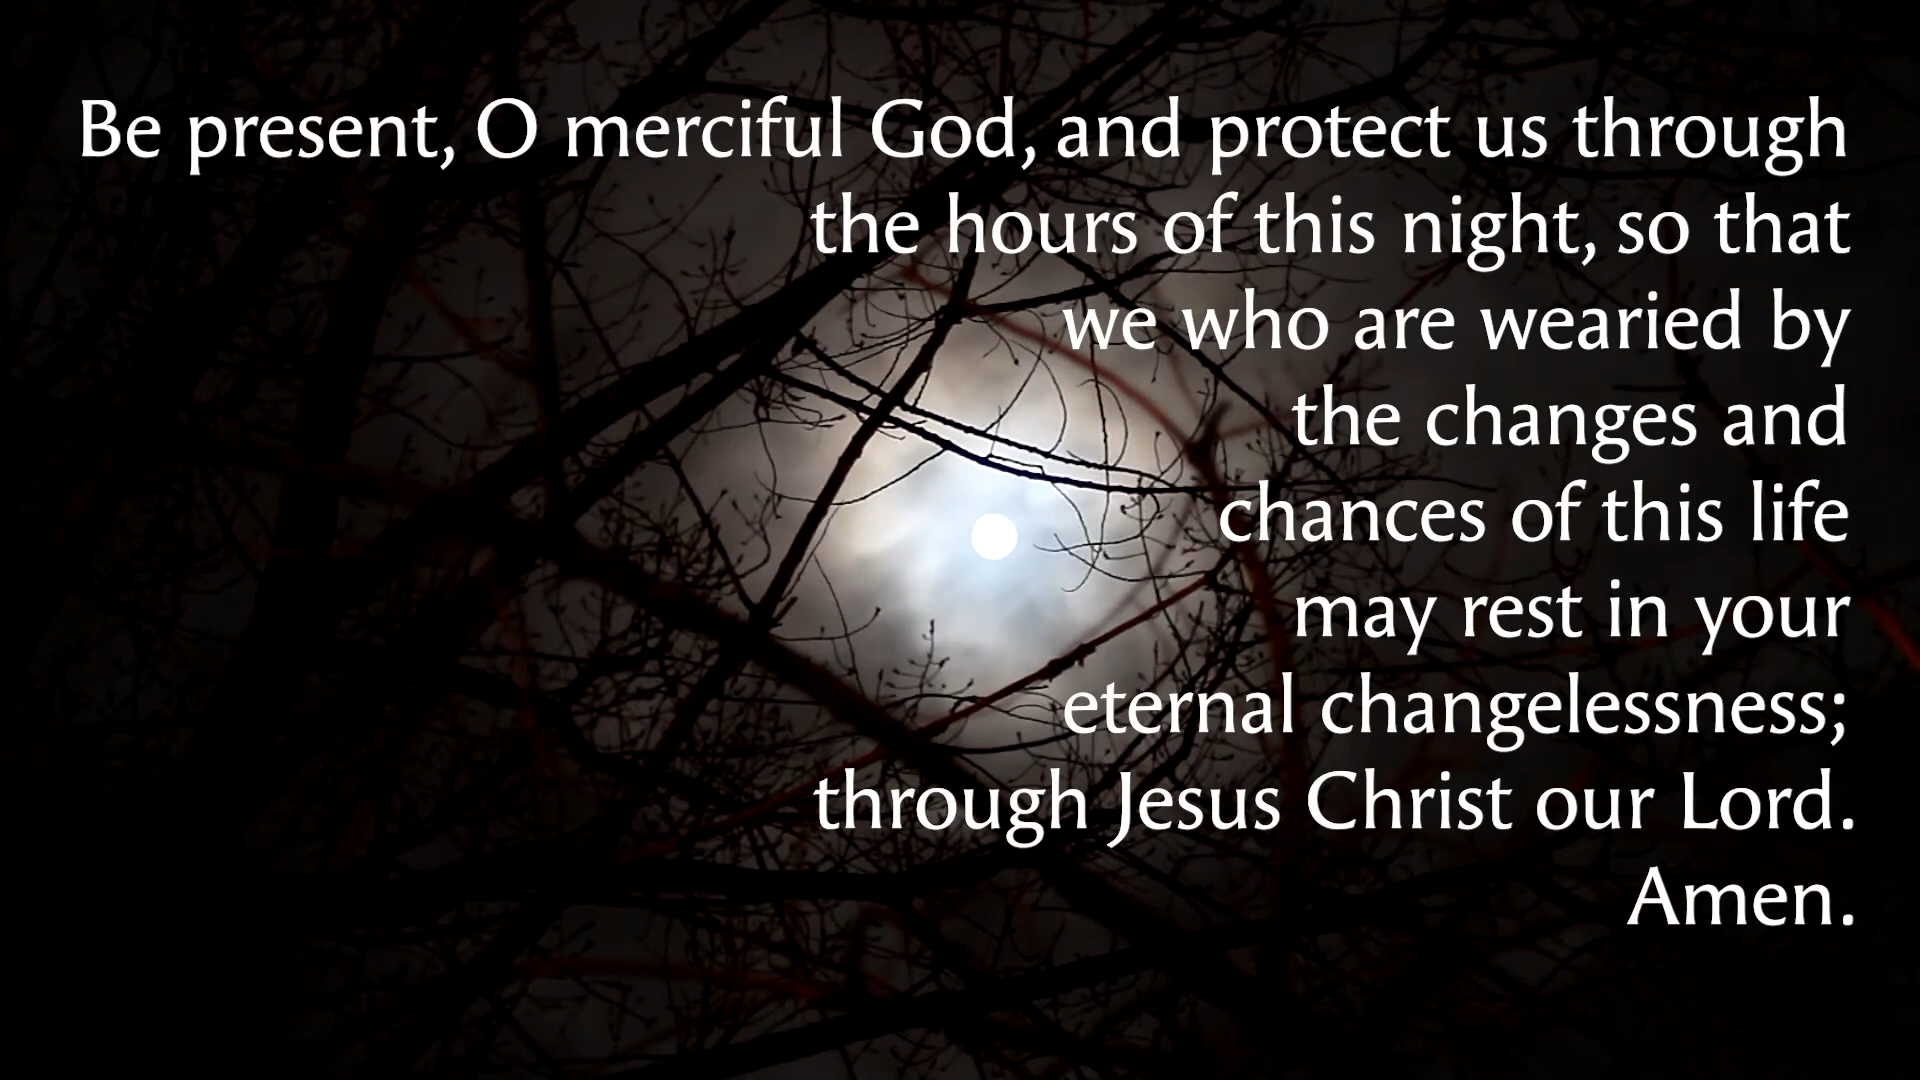 Be present, O merciful God, and protect us through
the hours of this night, so that
we who are wearied by
the changes and
chances of this life
may rest in your
eternal changelessness;
through Jesus Christ our Lord.
Amen.